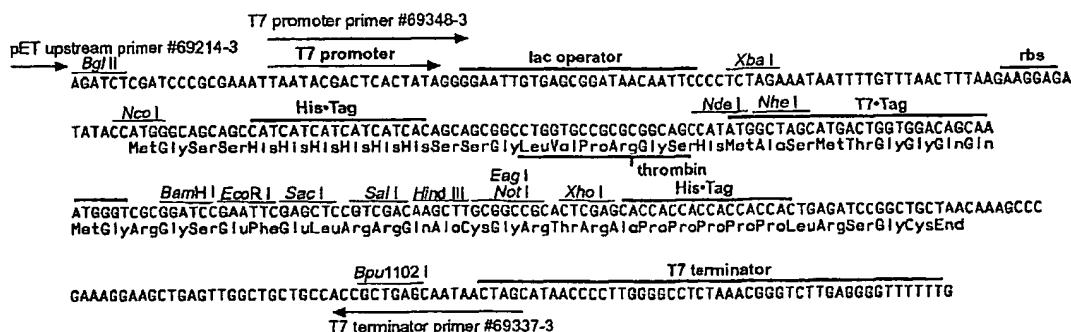 T7 promoter primer #69348-3
pET upstream primer #69214-3
Bgl II
T7 promoter
lac operator
Xba I
rbs
AGATCTCGATCCCGCGAAATTAATACGACTCACTATAGGGGAATTGTGAGCGGATAACAATTCCCCTCTAGAAATAATTTTGTTTAACTTTAAGAAGGAGA
Nco I
His•Tag
Nde I
Nhe I
T7•Tag
TATACCATGGGCAGCAGCCATCATCATCATCATCACAGCAGCGGCCTGGTGCCGCGCGGCAGCCATATGGCTAGCATGACTGGTGGACAGCAA
MetGlySerSerHisHisHisHisHisHisSerSerGlyLeuValProArgGlySerHisMetAlaSerMetThrGlyGlyGlnGln
thrombin
BamH I
EcoR I
Sac I
Sal I
Hind III
Eag I
Not I
Xho I
His•Tag
ATGGGTCGCGGATCCGAATTCGAGCTCCGTCGACAAGCTTGCGGCCGCACTCGAGCACCACCACCACCACCACTGAGATCCGGCTGCTAACAAAGCCC
MetGlyArgGlySerGluPheGluLeuArgArgGlnAlaCysGlyArgThrArgAlaProProProProProLeuArgSerGlyCysEnd
Bpu1102 I
T7 terminator
GAAAGGAAGCTGAGTTGGCTGCTGCCACCGCTGAGCAATAACTAGCATAACCCCTTGGGGCCTCTAAACGGGTCTTGAGGGGTTTTTTG
T7 terminator primer #69337-3